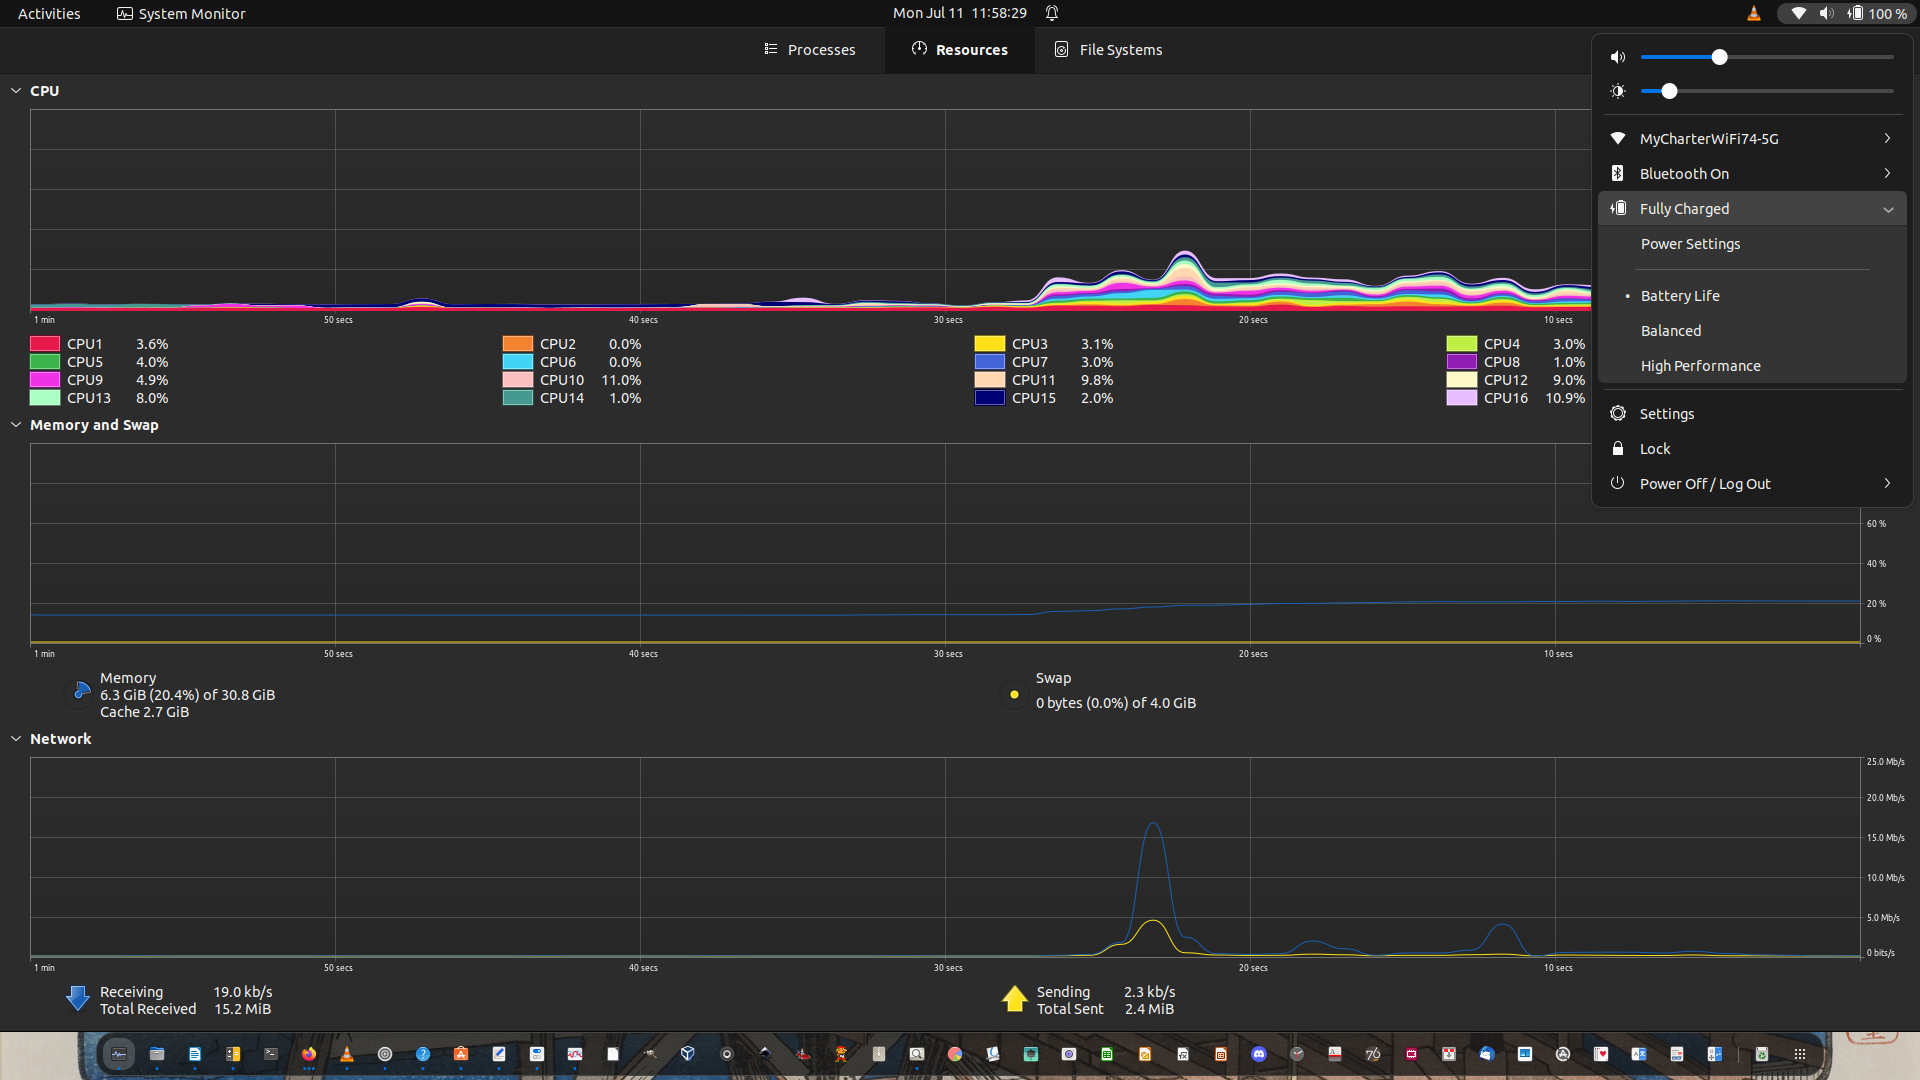 Activities
System Monitor
Mon Jul 11 11:58:29
100 %
Processes
Resources
File Systems
CPU
1 min
50 secs
40 secs
30 secs
20 secs
10 secs
CPU1 3.6%
CPU2 0.0%
CPU3 3.1%
CPU4 3.0%
CPU5 4.0%
CPU6 0.0%
CPU7 3.0%
CPU8 1.0%
CPU9 4.9%
CPU10 11.0%
CPU11 9.8%
CPU12 9.0%
CPU13 8.0%
CPU14 1.0%
CPU15 2.0%
CPU16 10.9%
MyCharterWiFi74-5G
Bluetooth On
Fully Charged
Power Settings
Battery Life
Balanced
High Performance
Settings
Lock
Power Off / Log Out
Memory and Swap
60 %
40 %
20 %
0 %
1 min
50 secs
40 secs
30 secs
20 secs
10 secs
Memory
6.3 GiB (20.4%) of 30.8 GiB
Cache 2.7 GiB
Swap
0 bytes (0.0%) of 4.0 GiB
Network
25.0 Mb/s
20.0 Mb/s
15.0 Mb/s
10.0 Mb/s
5.0 Mb/s
0 bits/s
1 min
50 secs
40 secs
30 secs
20 secs
10 secs
Receiving 19.0 kb/s
Total Received 15.2 MiB
Sending 2.3 kb/s
Total Sent 2.4 MiB